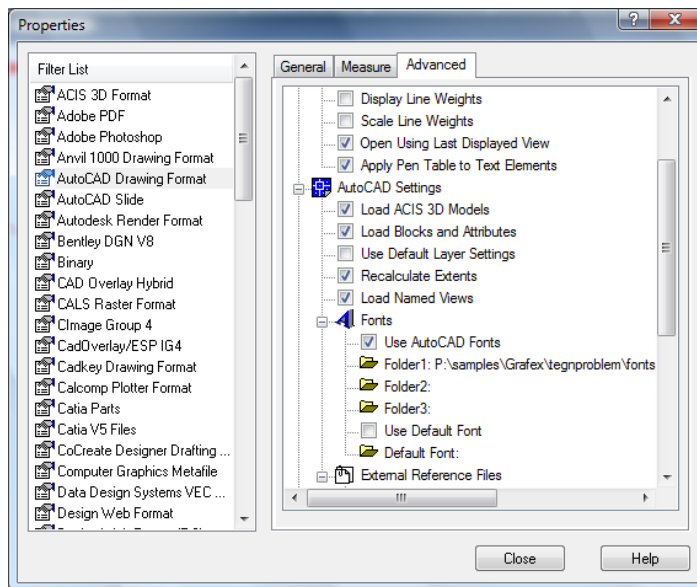 Properties
Filter List
ACIS 3D Format
Adobe PDF
Adobe Photoshop
Anvil 1000 Drawing Format
AutoCAD Drawing Format
AutoCAD Slide
Autodesk Render Format
Bentley DGN V8
Binary
CAD Overlay Hybrid
CALS Raster Format
CImage Group 4
CadOverlay/ESP IG4
Cadkey Drawing Format
Calcomp Plotter Format
Catia Parts
Catia V5 Files
CoCreate Designer Drafting ...
Computer Graphics Metafile
Data Design Systems VEC ...
Design Web Format
General Measure Advanced
Display Line Weights
Scale Line Weights
Open Using Last Displayed View
Apply Pen Table to Text Elements
AutoCAD Settings
Load ACIS 3D Models
Load Blocks and Attributes
Use Default Layer Settings
Recalculate Extents
Load Named Views
Fonts
Use AutoCAD Fonts
Folder1: P:\samples\Grafex\tegnproblem\fonts
Folder2:
Folder3:
Use Default Font
Default Font:
External Reference Files
Close Help